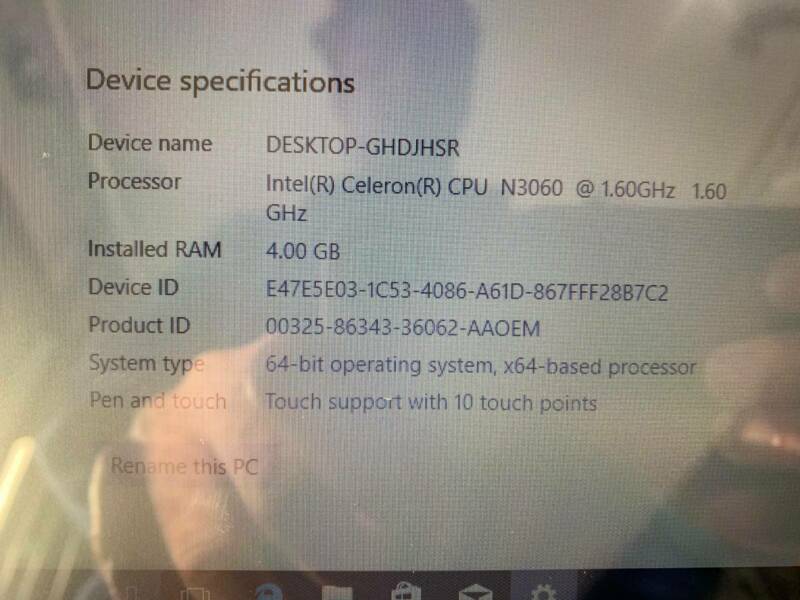 Device specifications
Device name DESKTOP-GHDJHSR
Processor Intel(R) Celeron(R) CPU N3060 @ 1.60GHz 1.60
GHz
Installed RAM 4.00 GB
Device ID E47E5E03-1C53-4086-A61D-867FFF28B7C2
Product ID 00325-86343-36062-AAOEM
System type 64-bit operating system, x64-based processor
Pen and touch Touch support with 10 touch points
Rename this PC